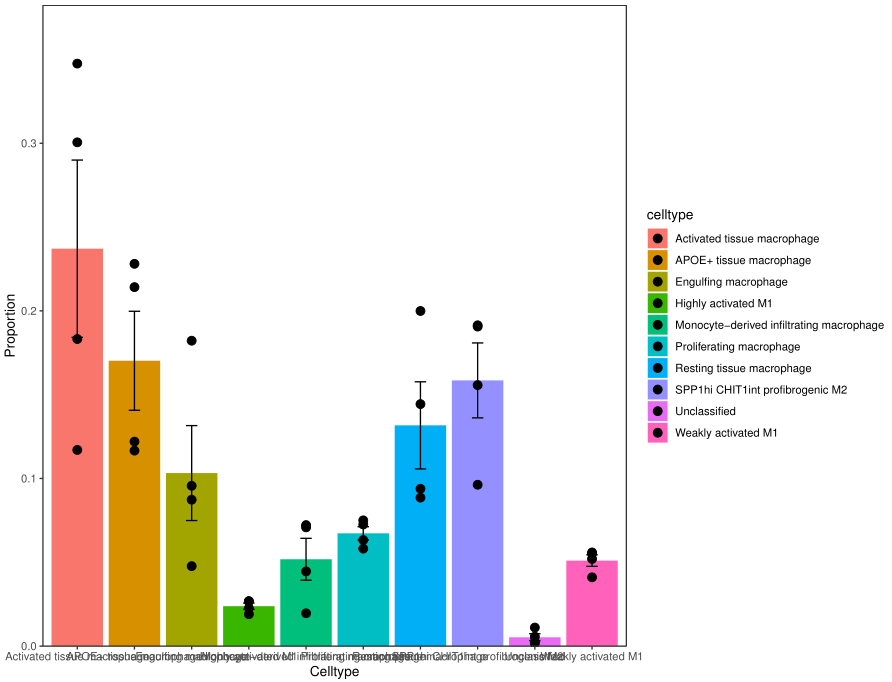 0.3
0.2
0.1
0.0
Proportion
Activated
Weakly activated M1
Celltype
celltype
Activated tissue macrophage
APOE+ tissue macrophage
Engulfing macrophage
Highly activated M1
Monocyte−derived infiltrating macrophage
Proliferating macrophage
Resting tissue macrophage
SPP1hi CHIT1int profibrogenic M2
Unclassified
Weakly activated M1